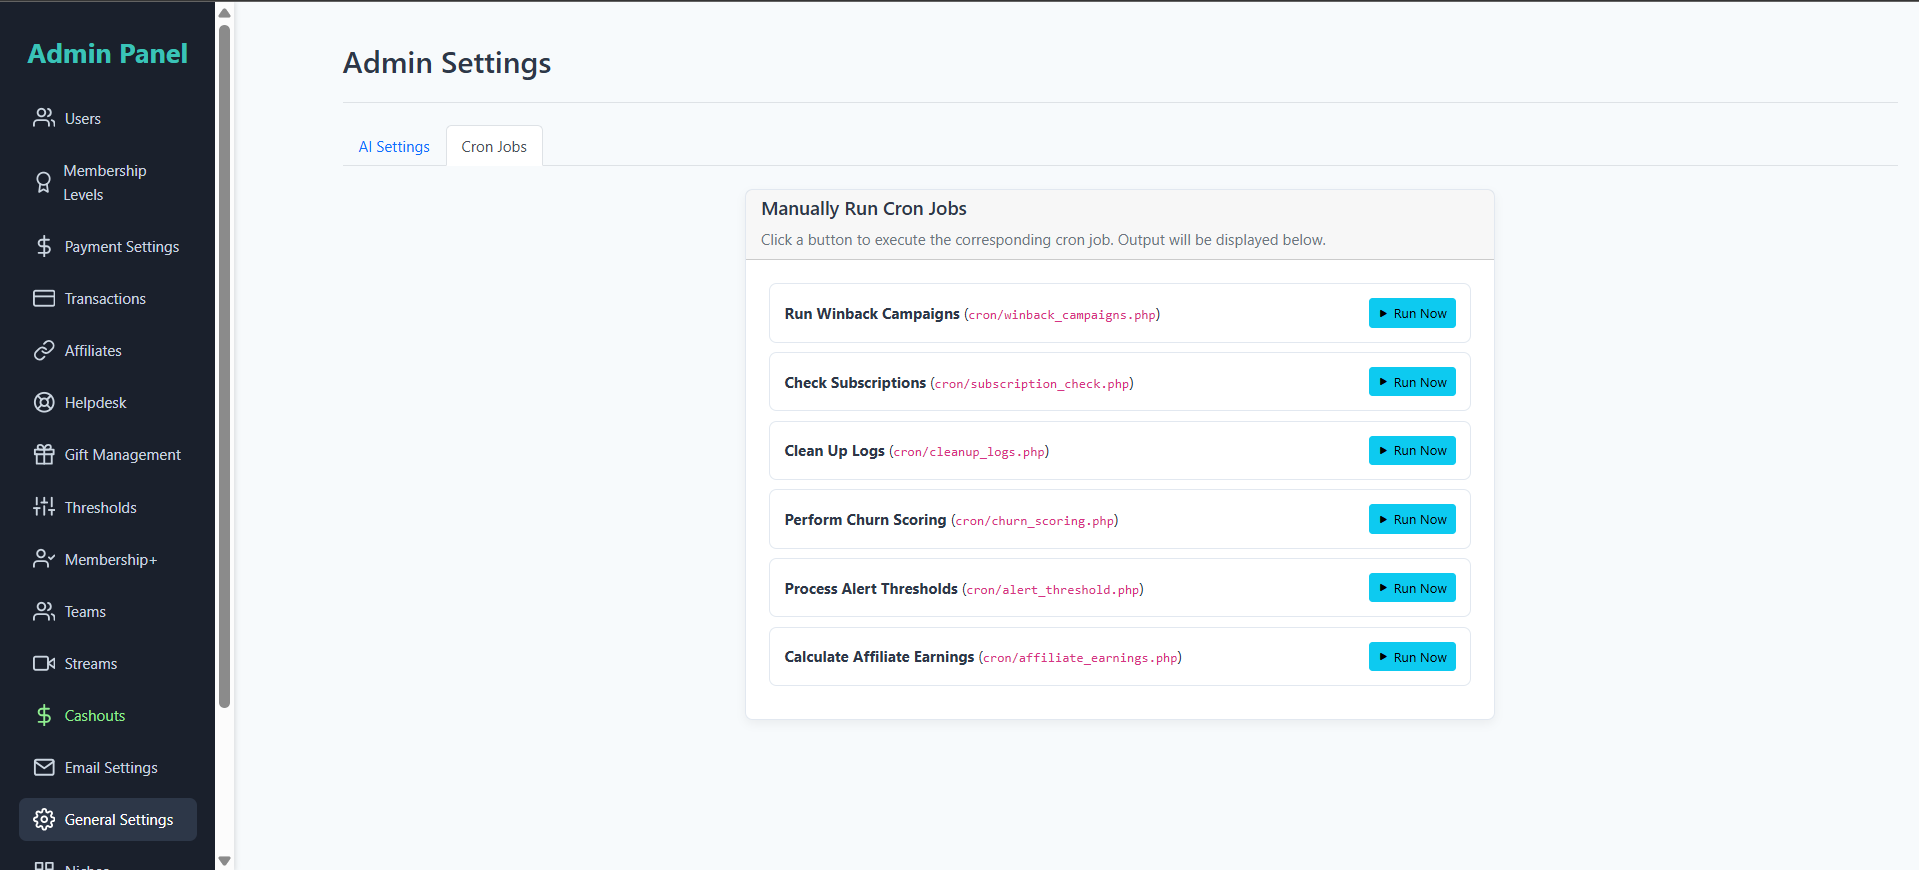 Admin Panel
Users
Membership
Levels
Payment Settings
Transactions
Affiliates
Helpdesk
Gift Management
Thresholds
Membership+
Teams
Streams
Cashouts
Email Settings
General Settings
Admin Settings
AI Settings
Cron Jobs
Manually Run Cron Jobs
Click a button to execute the corresponding cron job. Output will be displayed below.
Run Winback Campaigns (cron/winback_campaigns.php) Run Now
Check Subscriptions (cron/subscription_check.php) Run Now
Clean Up Logs (cron/cleanup_logs.php) Run Now
Perform Churn Scoring (cron/churn_scoring.php) Run Now
Process Alert Thresholds (cron/alert_threshold.php) Run Now
Calculate Affiliate Earnings (cron/affiliate_earnings.php) Run Now